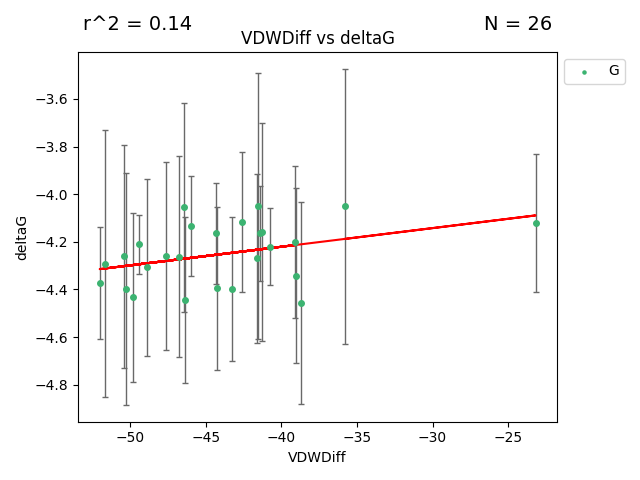 r^2 = 0.14
N = 26
VDWDiff vs deltaG
G
−3.6
−3.8
−4.0
−4.2
−4.4
−4.6
−4.8
deltaG
−50
−45
−40
−35
−30
−25
VDWDiff